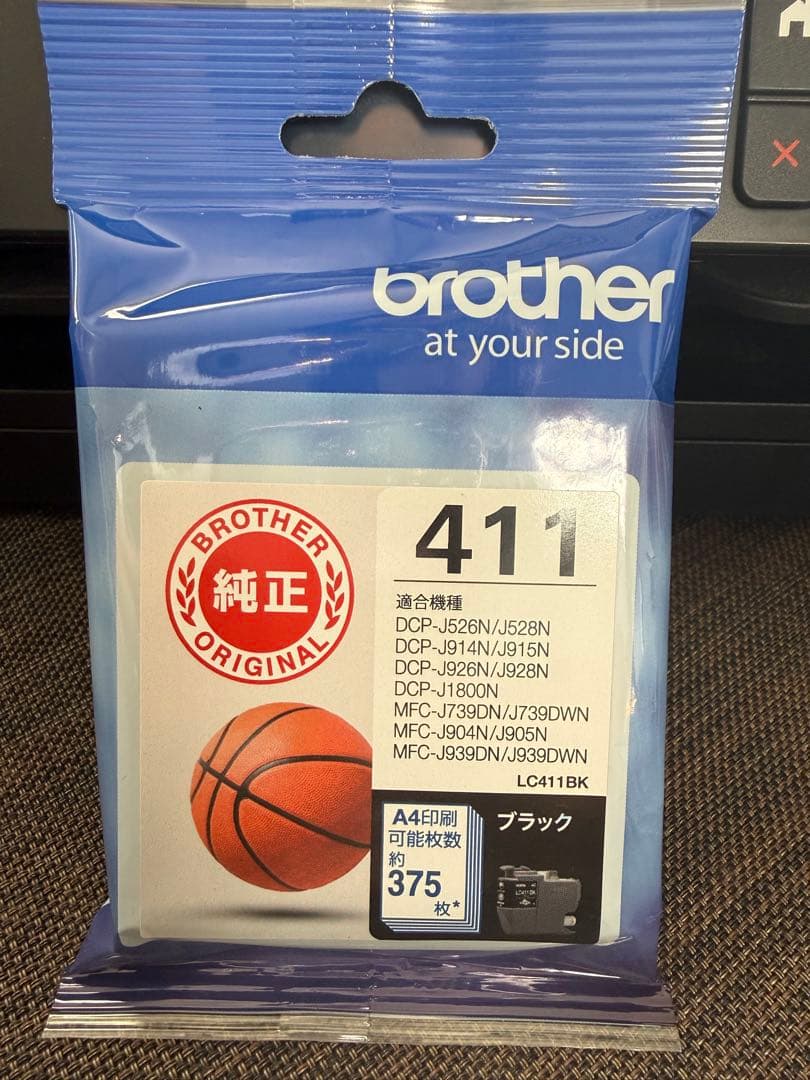 brother
at your side
BROTHER
純正
ORIGINAL
411
適合機種
DCP-J526N/J528N
DCP-J914N/J915N
DCP-J926N/J928N
DCP-J1800N
MFC-J739DN/J739DWN
MFC-J904N/J905N
MFC-J939DN/J939DWN
LC411BK
A4印刷
可能枚数
約
375
枚*
ブラック
LC411BK